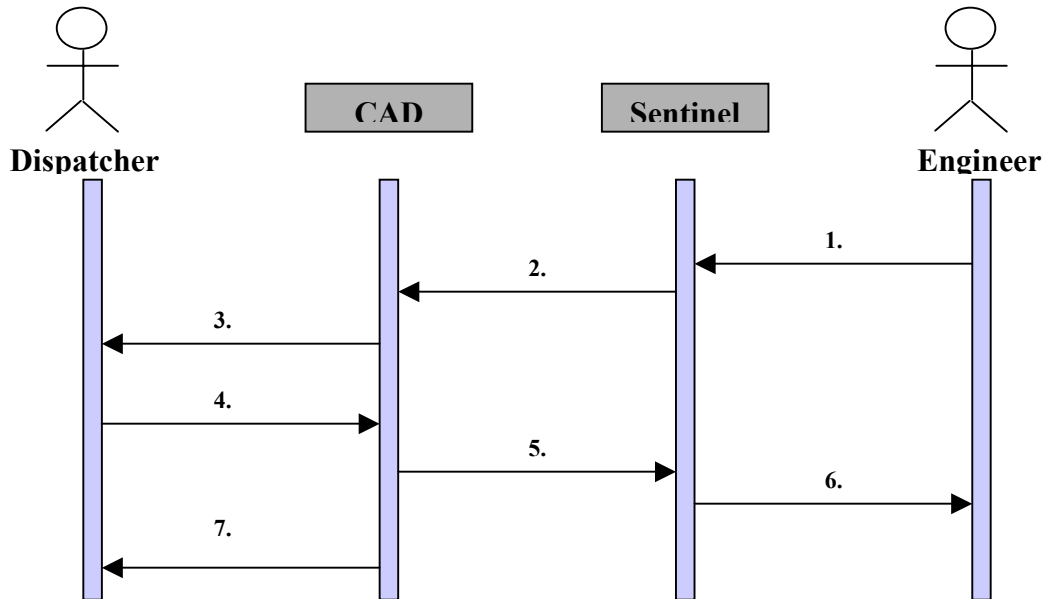 CAD
Sentinel
Dispatcher
Engineer
1.
2.
3.
4.
5.
6.
7.